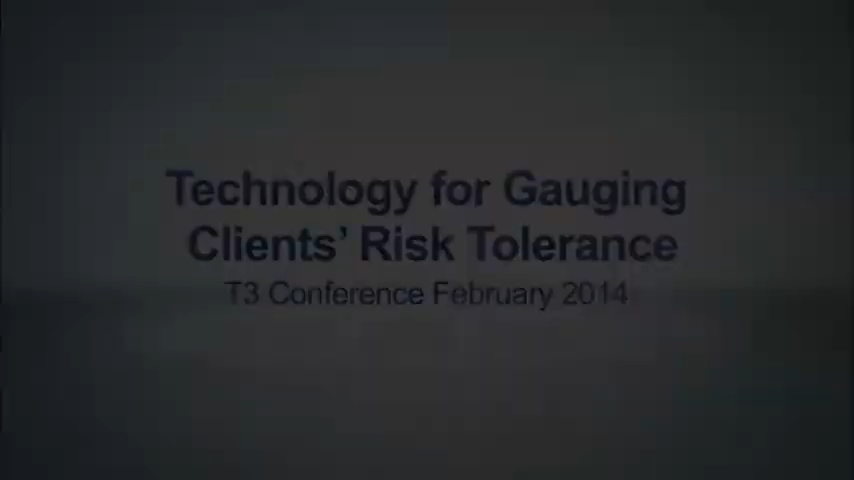 Technology for Gauging
Clients’ Risk Tolerance
T3 Conference February 2014